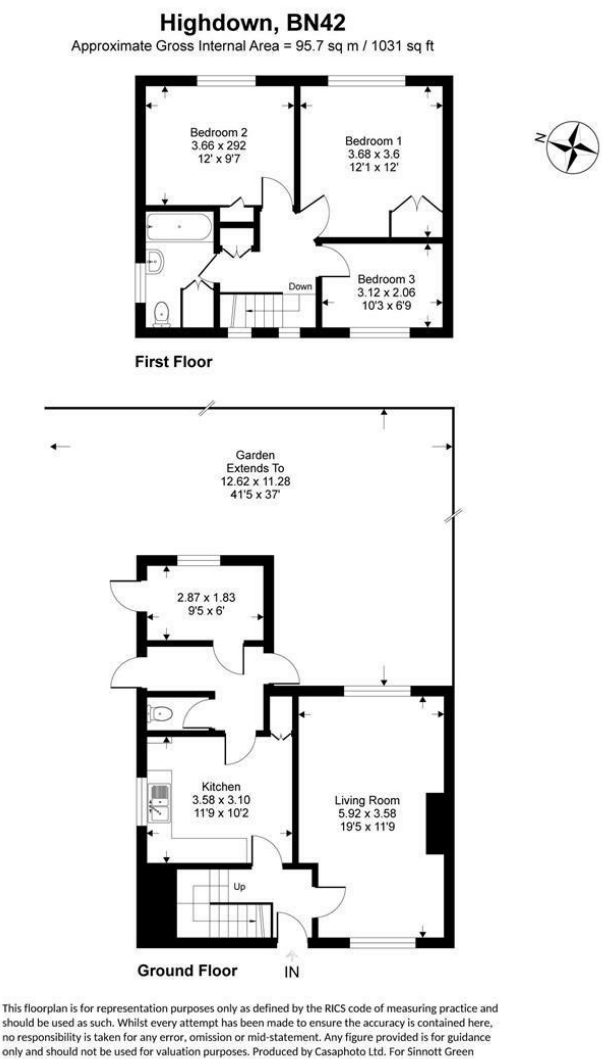 Highdown, BN42
Approximate Gross Internal Area = 95.7 sq m / 1031 sq ft
N
Bedroom 2
3.66 x 292
12' x 9'7
Bedroom 1
3.68 x 3.6
12'1 x 12'
Bedroom 3
3.12 x 2.06
10'3 x 6'9
Down
First Floor
Garden
Extends To
12.62 x 11.28
41'5 x 37'
2.87 x 1.83
9'5 x 6'
Kitchen
3.58 x 3.10
11'9 x 10'2
Living Room
5.92 x 3.58
19'5 x 11'9
Up
Ground Floor
IN
This floorplan is for representation purposes only as defined by the RICS code of measuring practice and
should be used as such. Whilst every attempt has been made to ensure the accuracy is contained here,
no responsibility is taken for any error, omission or mid-statement. Any figure provided is for guidance
only and should not be used for valuation purposes. Produced by Casaphoto Ltd. For Sinnott Green